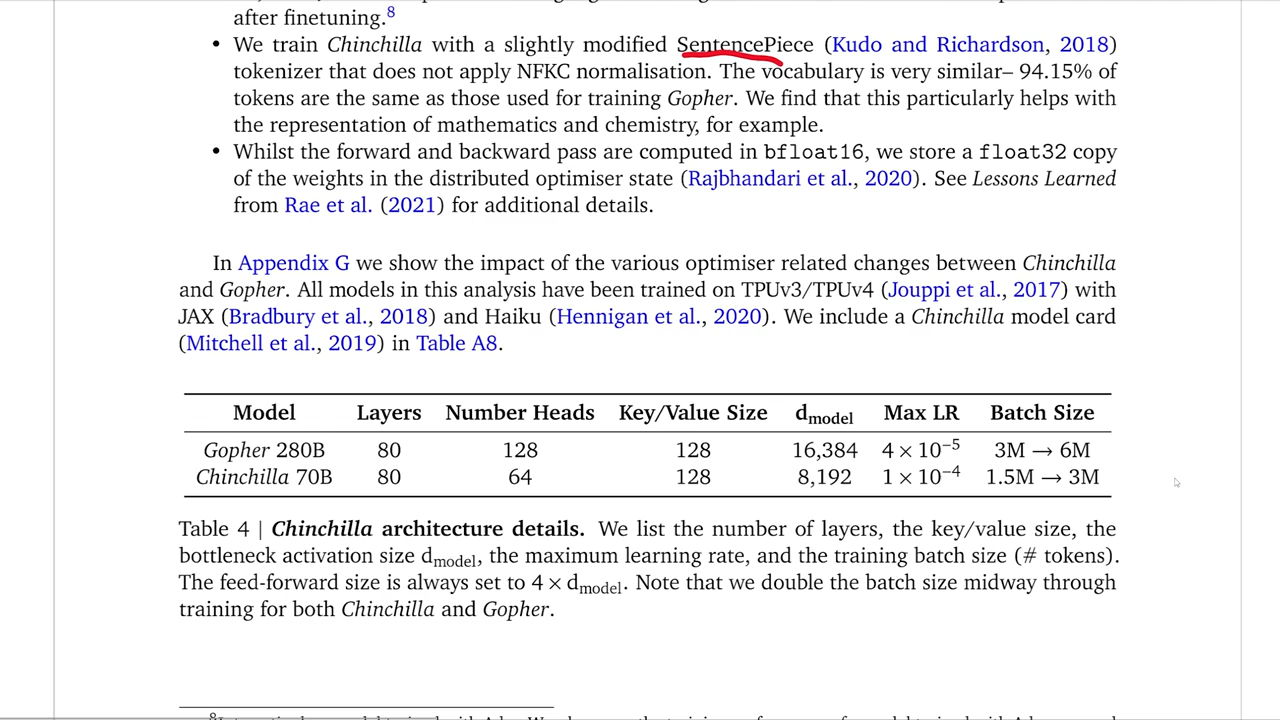 after finetuning.8
• We train Chinchilla with a slightly modified SentencePiece (Kudo and Richardson, 2018)
tokenizer that does not apply NFKC normalisation. The vocabulary is very similar– 94.15% of
tokens are the same as those used for training Gopher. We find that this particularly helps with
the representation of mathematics and chemistry, for example.
• Whilst the forward and backward pass are computed in bfloat16, we store a float32 copy
of the weights in the distributed optimiser state (Rajbhandari et al., 2020). See Lessons Learned
from Rae et al. (2021) for additional details.
In Appendix G we show the impact of the various optimiser related changes between Chinchilla
and Gopher. All models in this analysis have been trained on TPUv3/TPUv4 (Jouppi et al., 2017) with
JAX (Bradbury et al., 2018) and Haiku (Hennigan et al., 2020). We include a Chinchilla model card
(Mitchell et al., 2019) in Table A8.
Model Layers Number Heads Key/Value Size d_model Max LR Batch Size
Gopher 280B 80 128 128 16,384 4 × 10^−5 3M → 6M
Chinchilla 70B 80 64 128 8,192 1 × 10^−4 1.5M → 3M
Table 4 | Chinchilla architecture details. We list the number of layers, the key/value size, the
bottleneck activation size d_model, the maximum learning rate, and the training batch size (# tokens).
The feed-forward size is always set to 4 × d_model. Note that we double the batch size midway through
training for both Chinchilla and Gopher.